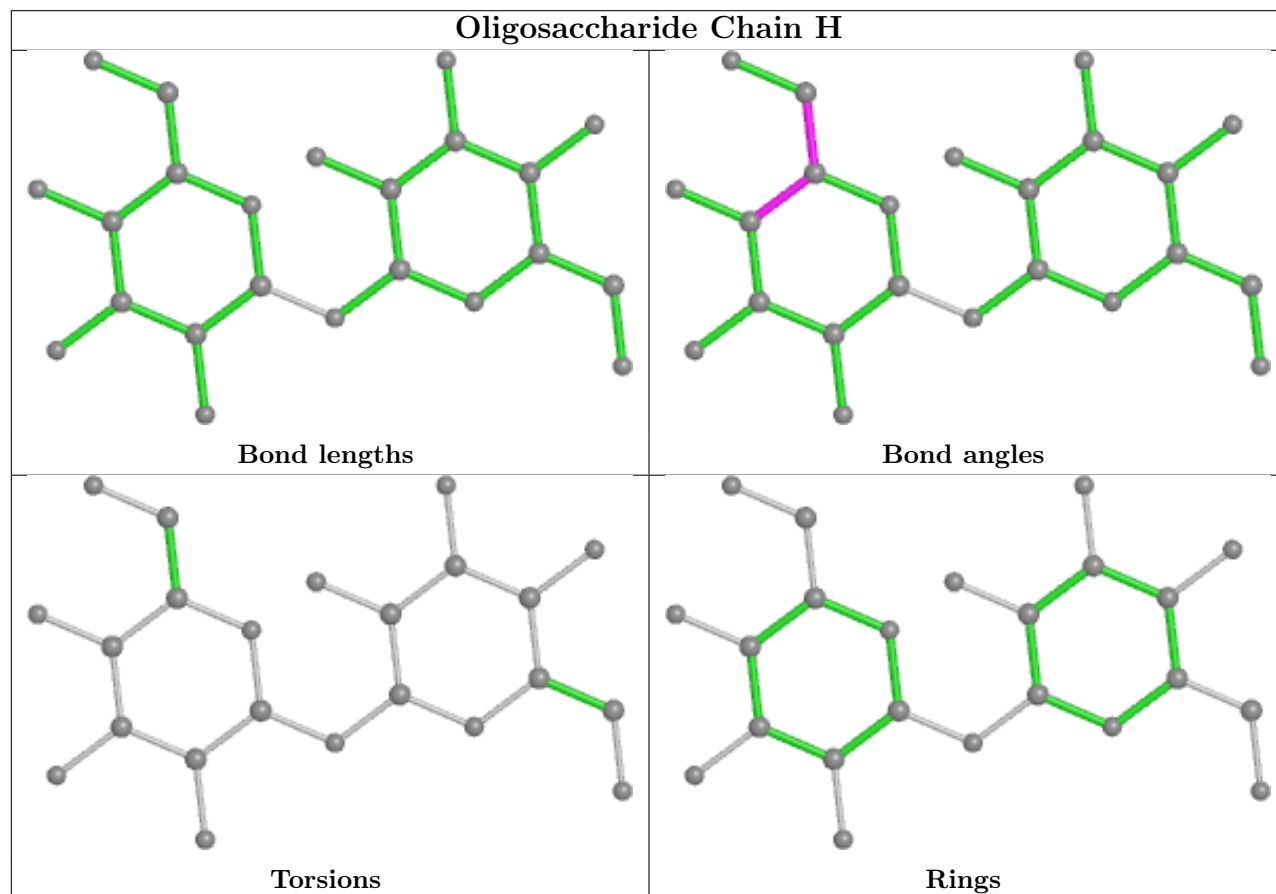 Oligosaccharide Chain H
Bond lengths
Bond angles
Torsions
Rings